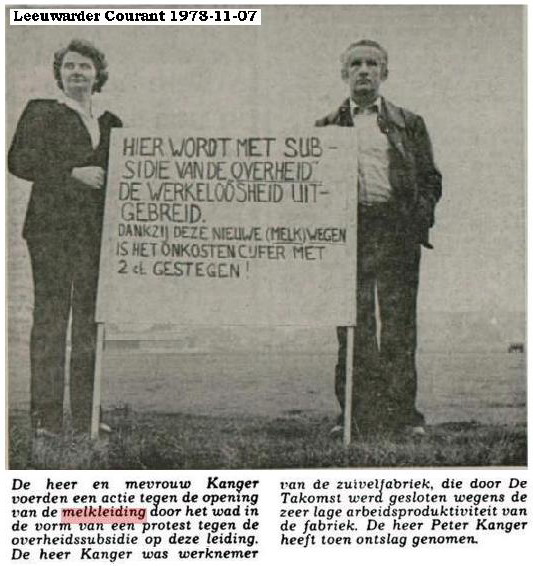 Leeuwarder Courant 1978-11-07
HIER WORDT MET SUB-
SIDIE VAN DE OVERHEID
DE WERKELOOSHEID UIT-
GEBREID.
DANKZIJ DEZE NIEUWE (MELK)WEGEN
IS HET ONKOSTEN CIJFER MET
2 ct. GESTEGEN!
De heer en mevrouw Kanger
voerden een actie tegen de opening
van de melkleiding door het wad in
de vorm van een protest tegen de
overheidssubsidie op deze leiding.
De heer Kanger was werknemer
van de zuivelfabriek, die door De
Takomst werd gesloten wegens de
zeer lage arbeidsproduktiviteit van
de fabriek. De heer Peter Kanger
heeft toen ontslag genomen.